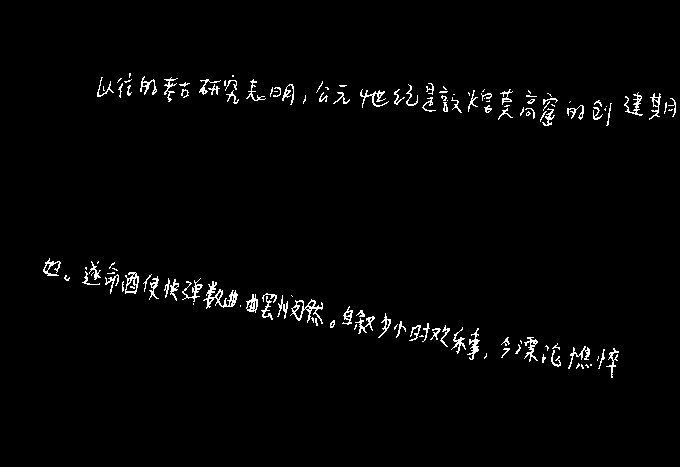 以往的考古研究表明，公元4世纪是敦煌莫高窟的创建期
也。遂命酒使快弹数曲.曲罢悯然。自叙少小时欢乐事，今漂沦憔悴